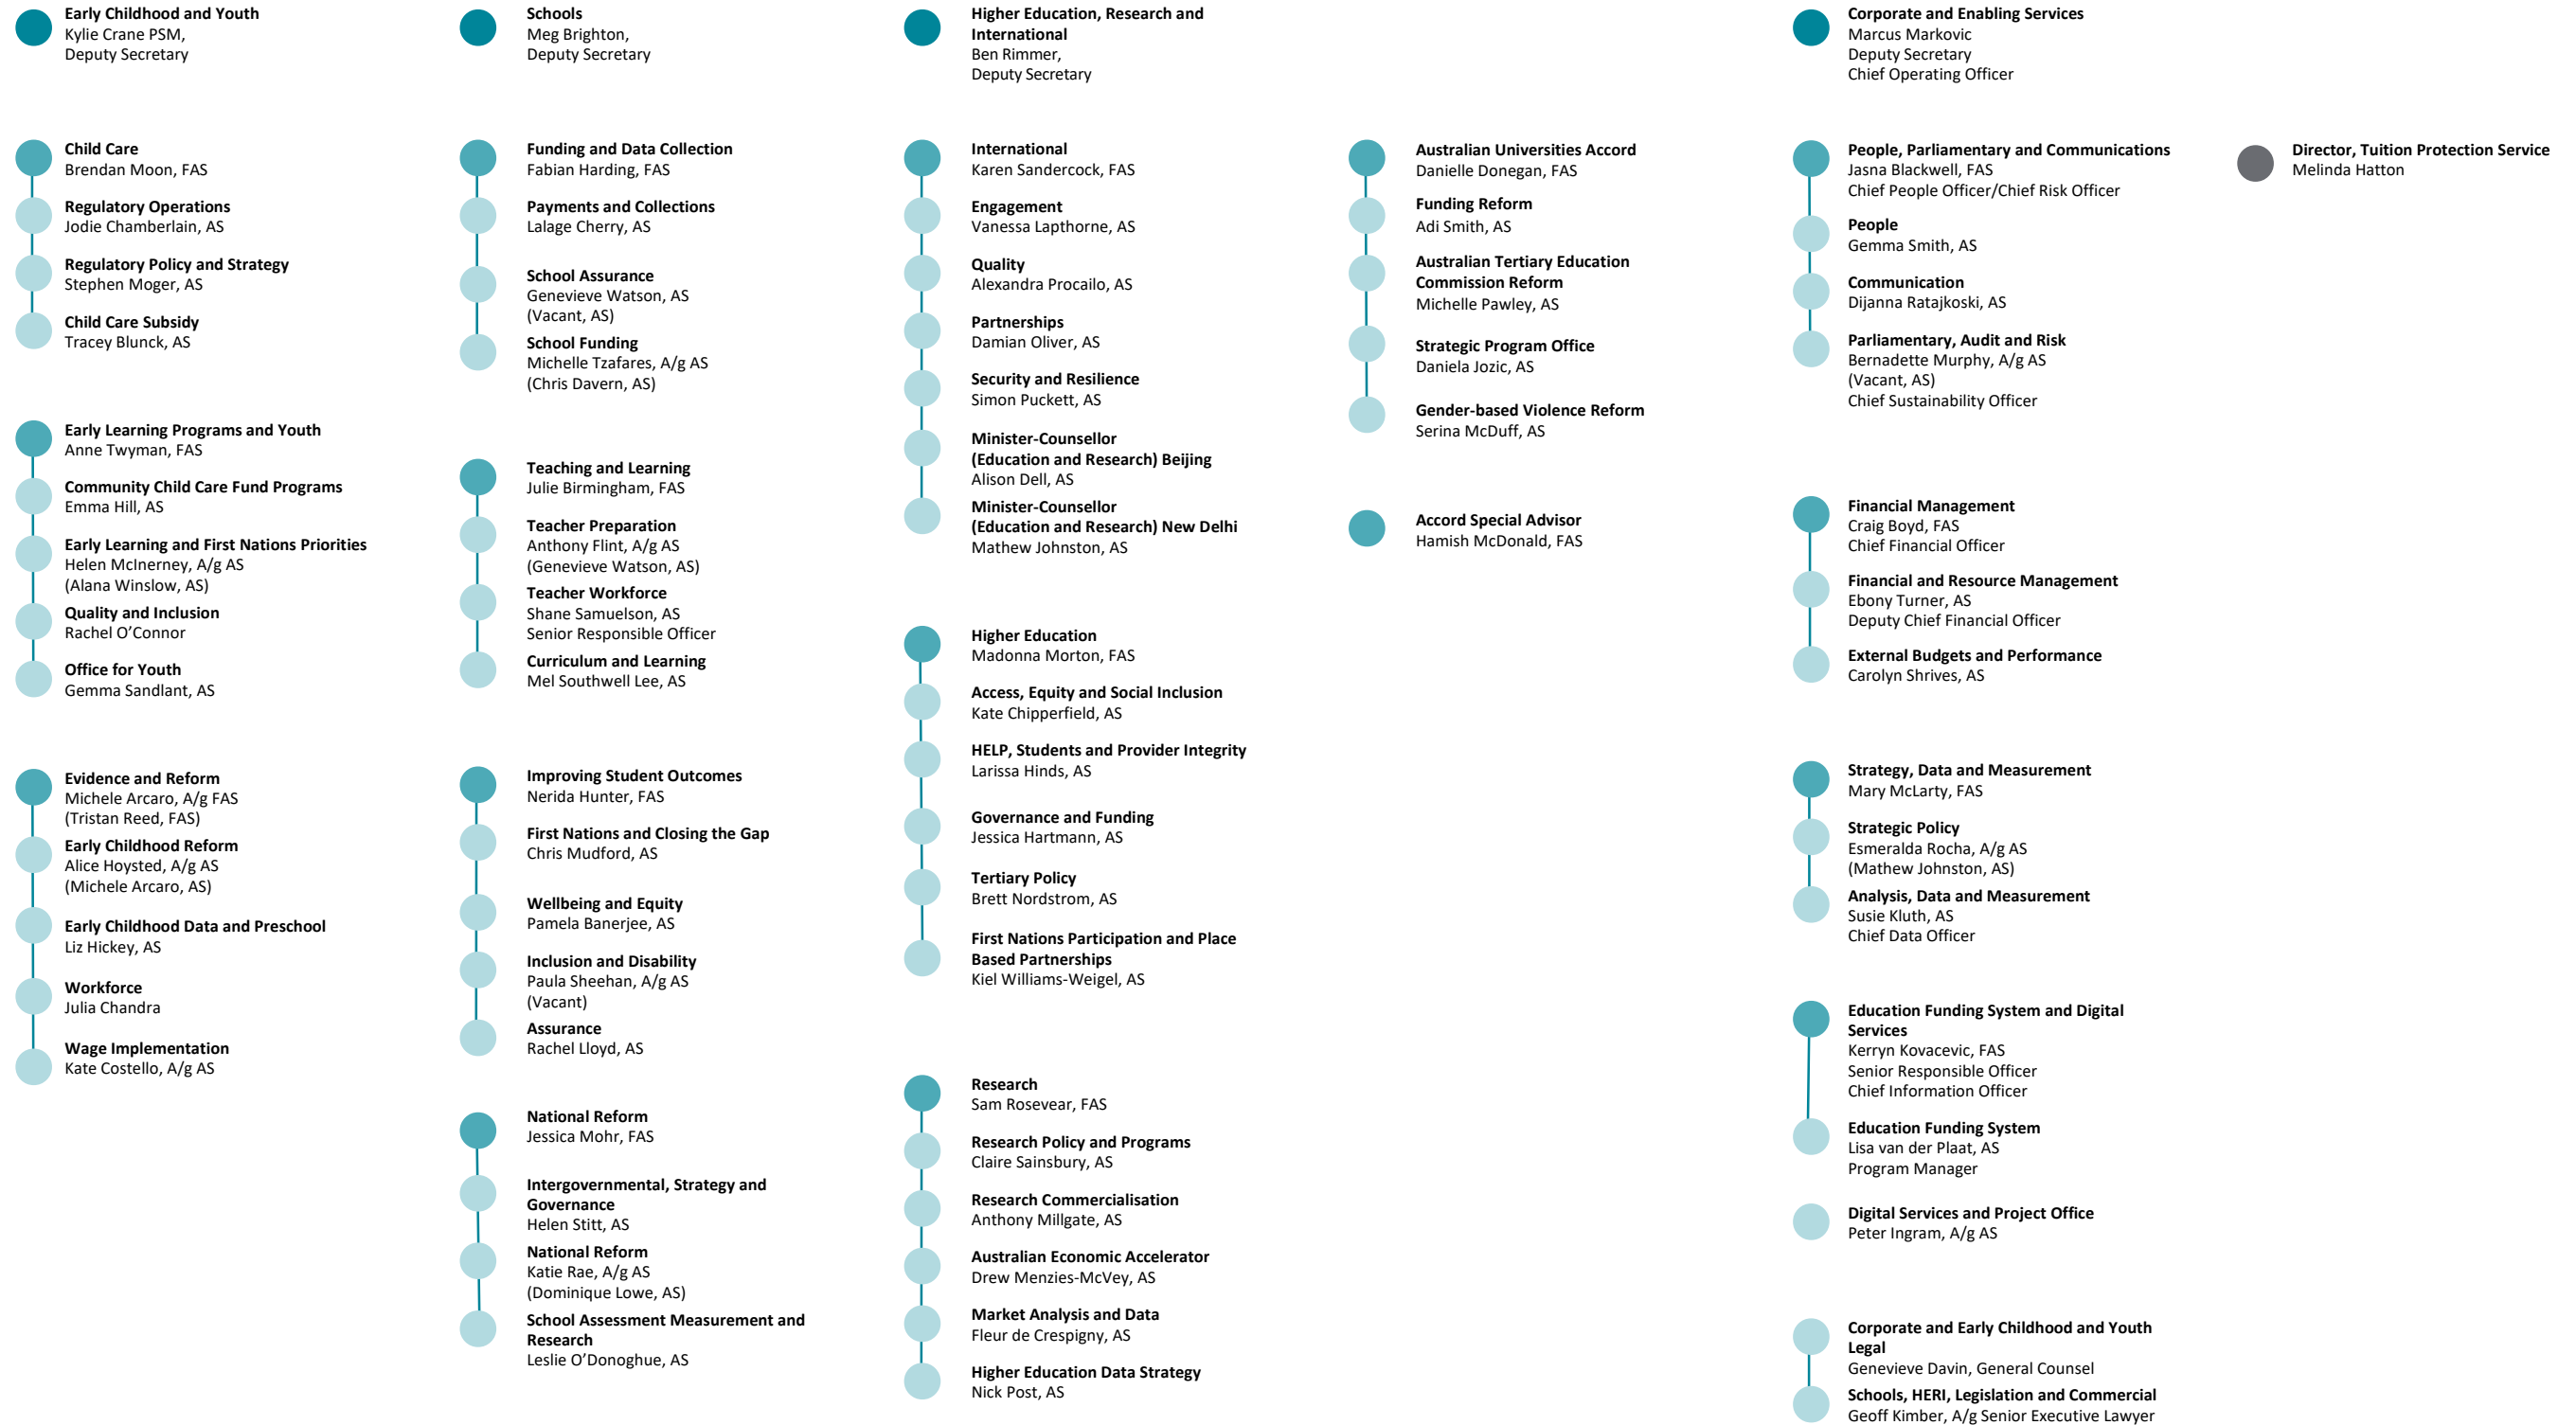 Early Childhood and Youth
Kylie Crane PSM,
Deputy Secretary
Child Care
Brendan Moon, FAS
Regulatory Operations
Jodie Chamberlain, AS
Regulatory Policy and Strategy
Stephen Moger, AS
Child Care Subsidy
Tracey Blunck, AS
Early Learning Programs and Youth
Anne Twyman, FAS
Community Child Care Fund Programs
Emma Hill, AS
Early Learning and First Nations Priorities
Helen McInerney, A/g AS
(Alana Winslow, AS)
Quality and Inclusion
Rachel O’Connor
Office for Youth
Gemma Sandlant, AS
Evidence and Reform
Michele Arcaro, A/g FAS
(Tristan Reed, FAS)
Early Childhood Reform
Alice Hoysted, A/g AS
(Michele Arcaro, AS)
Early Childhood Data and Preschool
Liz Hickey, AS
Workforce
Julia Chandra
Wage Implementation
Kate Costello, A/g AS
Schools
Meg Brighton,
Deputy Secretary
Funding and Data Collection
Fabian Harding, FAS
Payments and Collections
Lalage Cherry, AS
School Assurance
Genevieve Watson, AS
(Vacant, AS)
School Funding
Michelle Tzafares, A/g AS
(Chris Davern, AS)
Teaching and Learning
Julie Birmingham, FAS
Teacher Preparation
Anthony Flint, A/g AS
(Genevieve Watson, AS)
Teacher Workforce
Shane Samuelson, AS
Senior Responsible Officer
Curriculum and Learning
Mel Southwell Lee, AS
Improving Student Outcomes
Nerida Hunter, FAS
First Nations and Closing the Gap
Chris Mudford, AS
Wellbeing and Equity
Pamela Banerjee, AS
Inclusion and Disability
Paula Sheehan, A/g AS
(Vacant)
Assurance
Rachel Lloyd, AS
National Reform
Jessica Mohr, FAS
Intergovernmental, Strategy and
Governance
Helen Stitt, AS
National Reform
Katie Rae, A/g AS
(Dominique Lowe, AS)
School Assessment Measurement and
Research
Leslie O’Donoghue, AS
Higher Education, Research and
International
Ben Rimmer,
Deputy Secretary
International
Karen Sandercock, FAS
Engagement
Vanessa Lapthorne, AS
Quality
Alexandra Procailo, AS
Partnerships
Damian Oliver, AS
Security and Resilience
Simon Puckett, AS
Minister-Counsellor
(Education and Research) Beijing
Alison Dell, AS
Minister-Counsellor
(Education and Research) New Delhi
Mathew Johnston, AS
Higher Education
Madonna Morton, FAS
Access, Equity and Social Inclusion
Kate Chipperfield, AS
HELP, Students and Provider Integrity
Larissa Hinds, AS
Governance and Funding
Jessica Hartmann, AS
Tertiary Policy
Brett Nordstrom, AS
First Nations Participation and Place
Based Partnerships
Kiel Williams-Weigel, AS
Research
Sam Rosevear, FAS
Research Policy and Programs
Claire Sainsbury, AS
Research Commercialisation
Anthony Millgate, AS
Australian Economic Accelerator
Drew Menzies-McVey, AS
Market Analysis and Data
Fleur de Crespigny, AS
Higher Education Data Strategy
Nick Post, AS
Australian Universities Accord
Danielle Donegan, FAS
Funding Reform
Adi Smith, AS
Australian Tertiary Education
Commission Reform
Michelle Pawley, AS
Strategic Program Office
Daniela Jozic, AS
Gender-based Violence Reform
Serina McDuff, AS
Accord Special Advisor
Hamish McDonald, FAS
Corporate and Enabling Services
Marcus Markovic
Deputy Secretary
Chief Operating Officer
People, Parliamentary and Communications
Jasna Blackwell, FAS
Chief People Officer/Chief Risk Officer
People
Gemma Smith, AS
Communication
Dijanna Ratajkoski, AS
Parliamentary, Audit and Risk
Bernadette Murphy, A/g AS
(Vacant, AS)
Chief Sustainability Officer
Financial Management
Craig Boyd, FAS
Chief Financial Officer
Financial and Resource Management
Ebony Turner, AS
Deputy Chief Financial Officer
External Budgets and Performance
Carolyn Shrives, AS
Strategy, Data and Measurement
Mary McLarty, FAS
Strategic Policy
Esmeralda Rocha, A/g AS
(Mathew Johnston, AS)
Analysis, Data and Measurement
Susie Kluth, AS
Chief Data Officer
Education Funding System and Digital
Services
Kerryn Kovacevic, FAS
Senior Responsible Officer
Chief Information Officer
Education Funding System
Lisa van der Plaat, AS
Program Manager
Digital Services and Project Office
Peter Ingram, A/g AS
Corporate and Early Childhood and Youth
Legal
Genevieve Davin, General Counsel
Schools, HERI, Legislation and Commercial
Geoff Kimber, A/g Senior Executive Lawyer
Director, Tuition Protection Service
Melinda Hatton